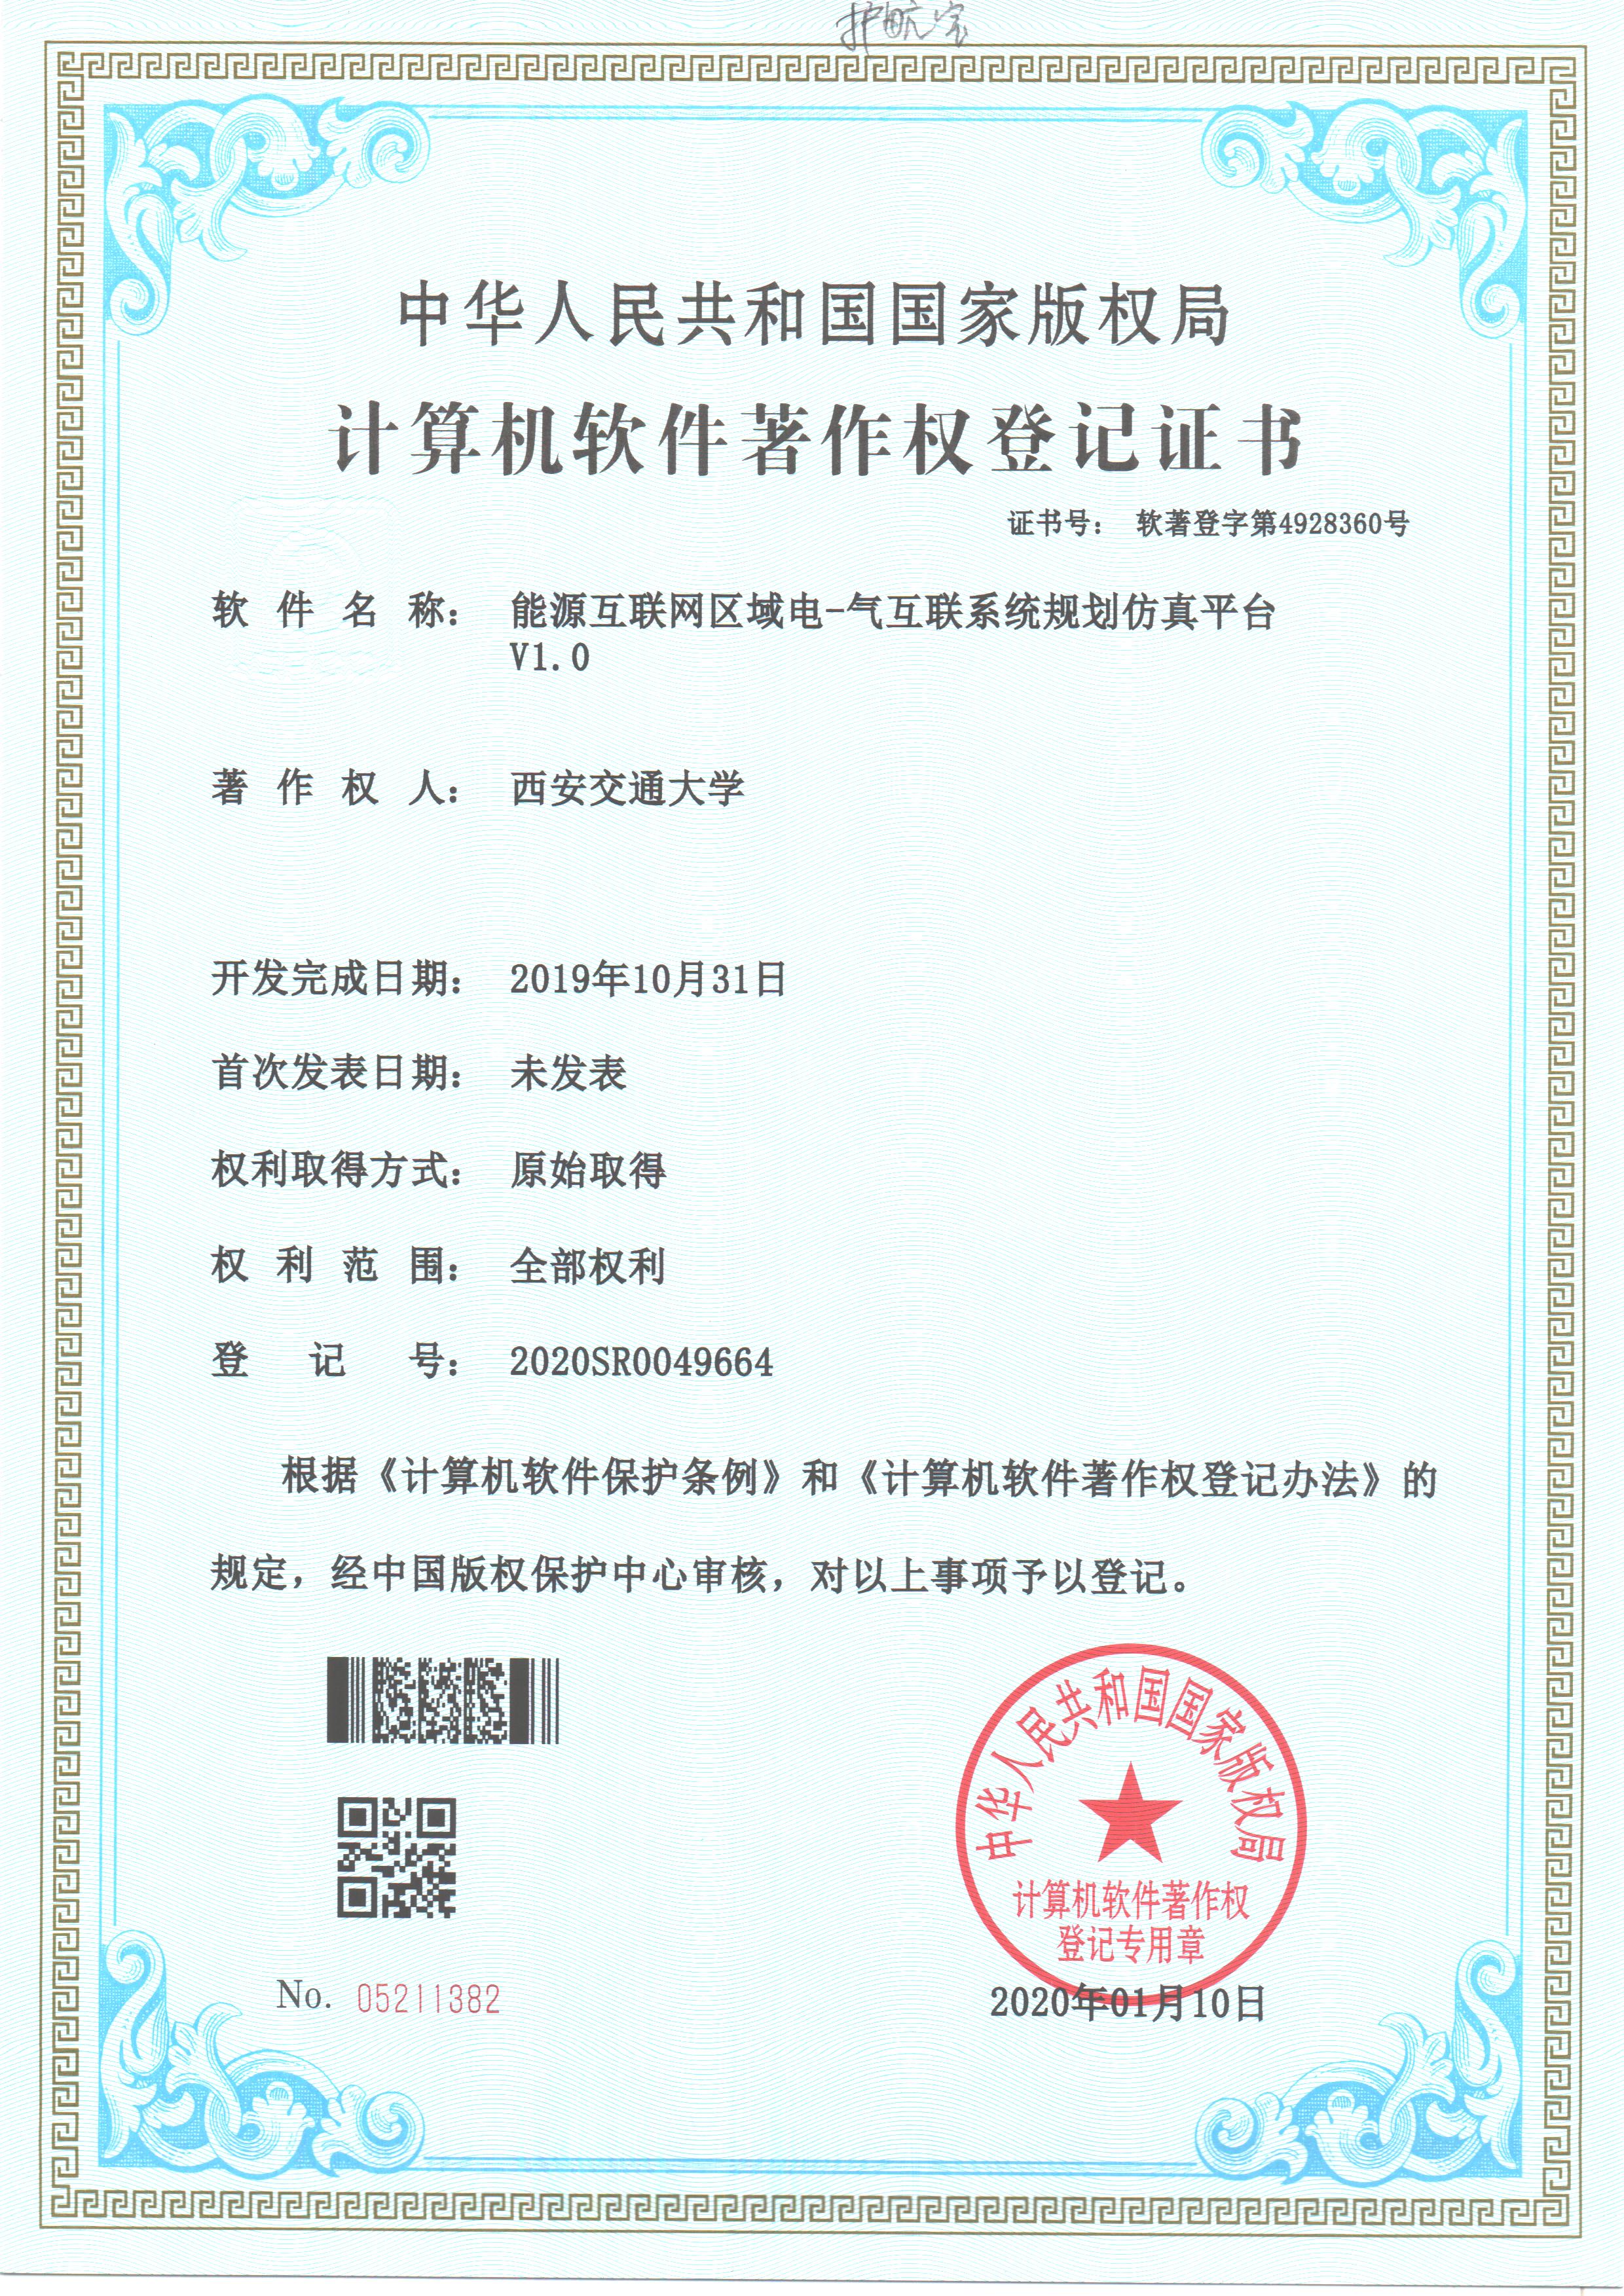 护航宝
中华人民共和国国家版权局
计算机软件著作权登记证书
证书号： 软著登字第4928360号
软件名称： 能源互联网区域电-气互联系统规划仿真平台
V1.0
著作权人： 西安交通大学
开发完成日期： 2019年10月31日
首次发表日期： 未发表
权利取得方式： 原始取得
权利范围： 全部权利
登记号： 2020SR0049664
根据《计算机软件保护条例》和《计算机软件著作权登记办法》的
规定，经中国版权保护中心审核，对以上事项予以登记。
中华人民共和国国家版权局
计算机软件著作权
登记专用章
No. 05211382
2020年01月10日